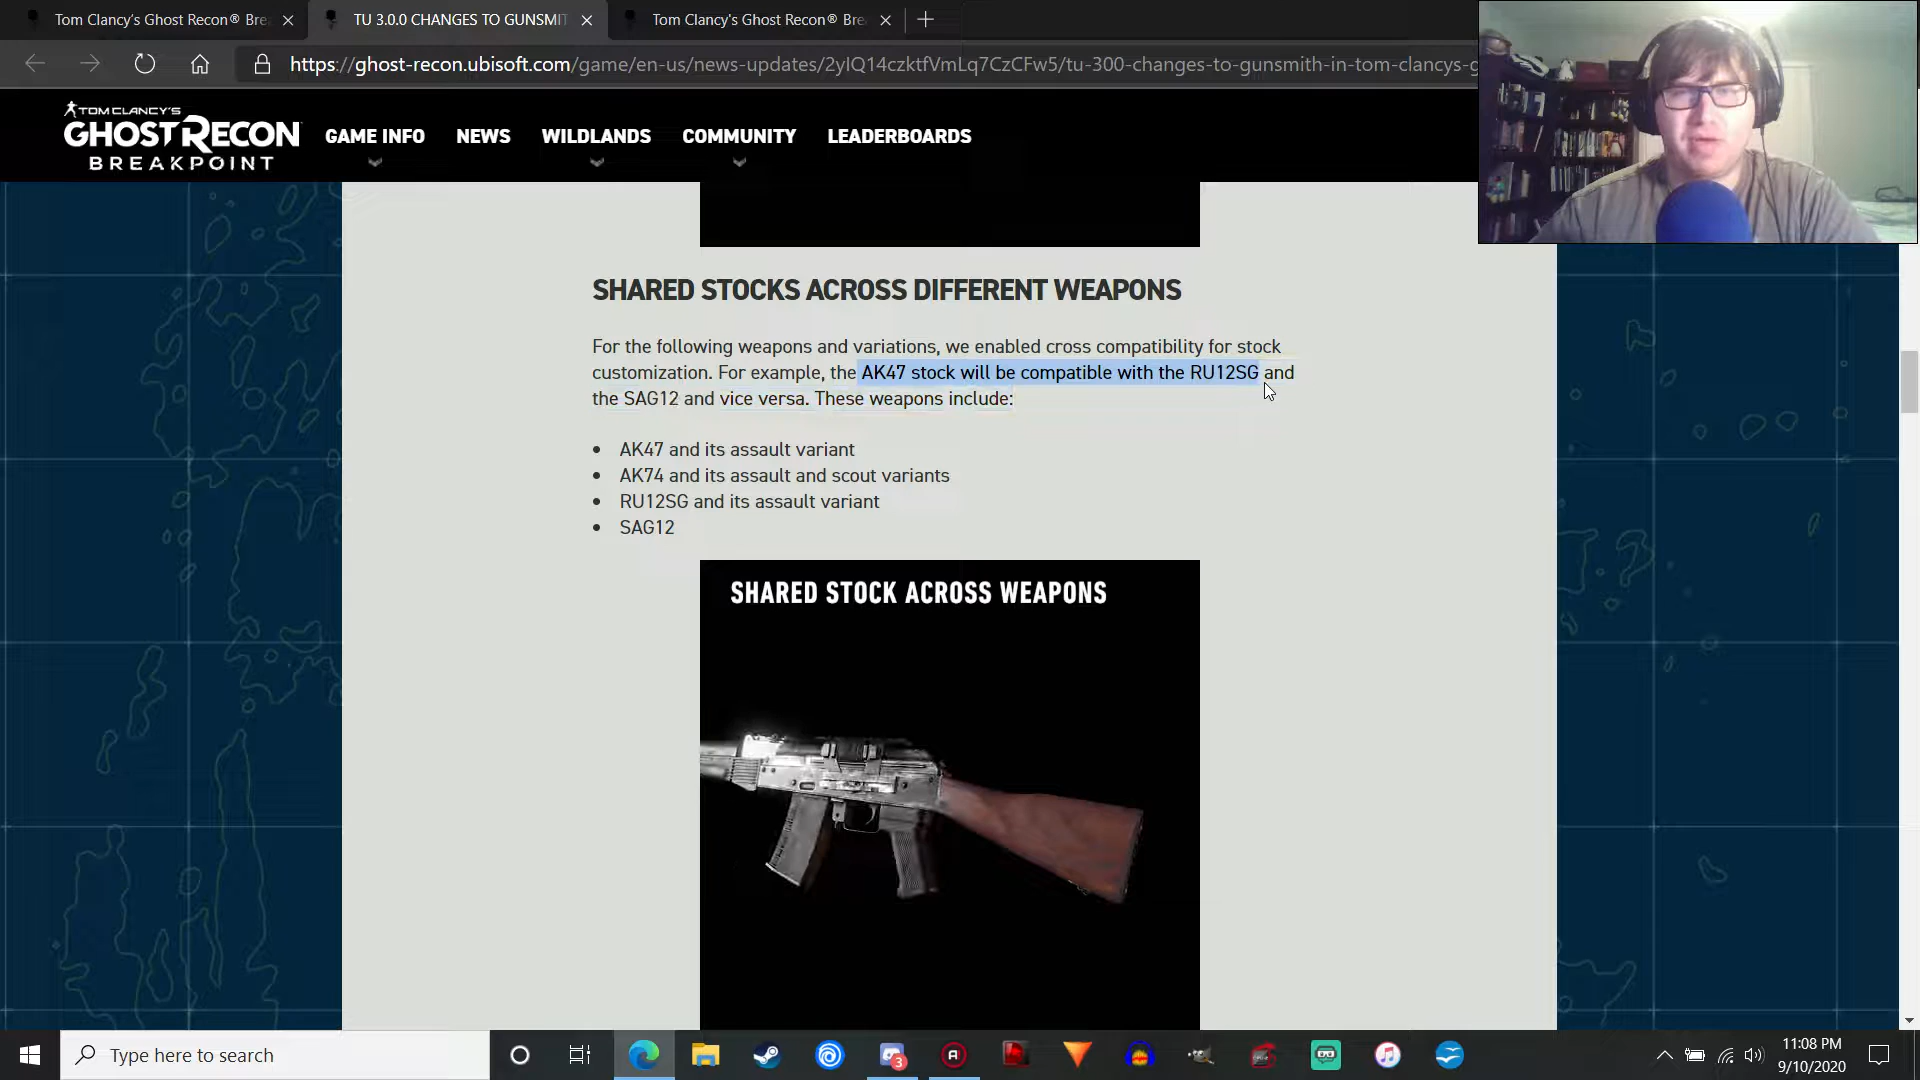 Tom Clancy's Ghost Recon® Bre
TU 3.0.0 CHANGES TO GUNSMIT
Tom Clancy's Ghost Recon® Bre
https://ghost-recon.ubisoft.com/game/en-us/news-updates/2yIQ14czktfVmLq7CzCFw5/tu-300-changes-to-gunsmith-in-tom-clancys-g
TOM CLANCY'S
GHOST RECON
BREAKPOINT
GAME INFO
NEWS
WILDLANDS
COMMUNITY
LEADERBOARDS
SHARED STOCKS ACROSS DIFFERENT WEAPONS
For the following weapons and variations, we enabled cross compatibility for stock
customization. For example, the AK47 stock will be compatible with the RU12SG and
the SAG12 and vice versa. These weapons include:
• AK47 and its assault variant
• AK74 and its assault and scout variants
• RU12SG and its assault variant
• SAG12
SHARED STOCK ACROSS WEAPONS
Type here to search
3
11:08 PM
9/10/2020